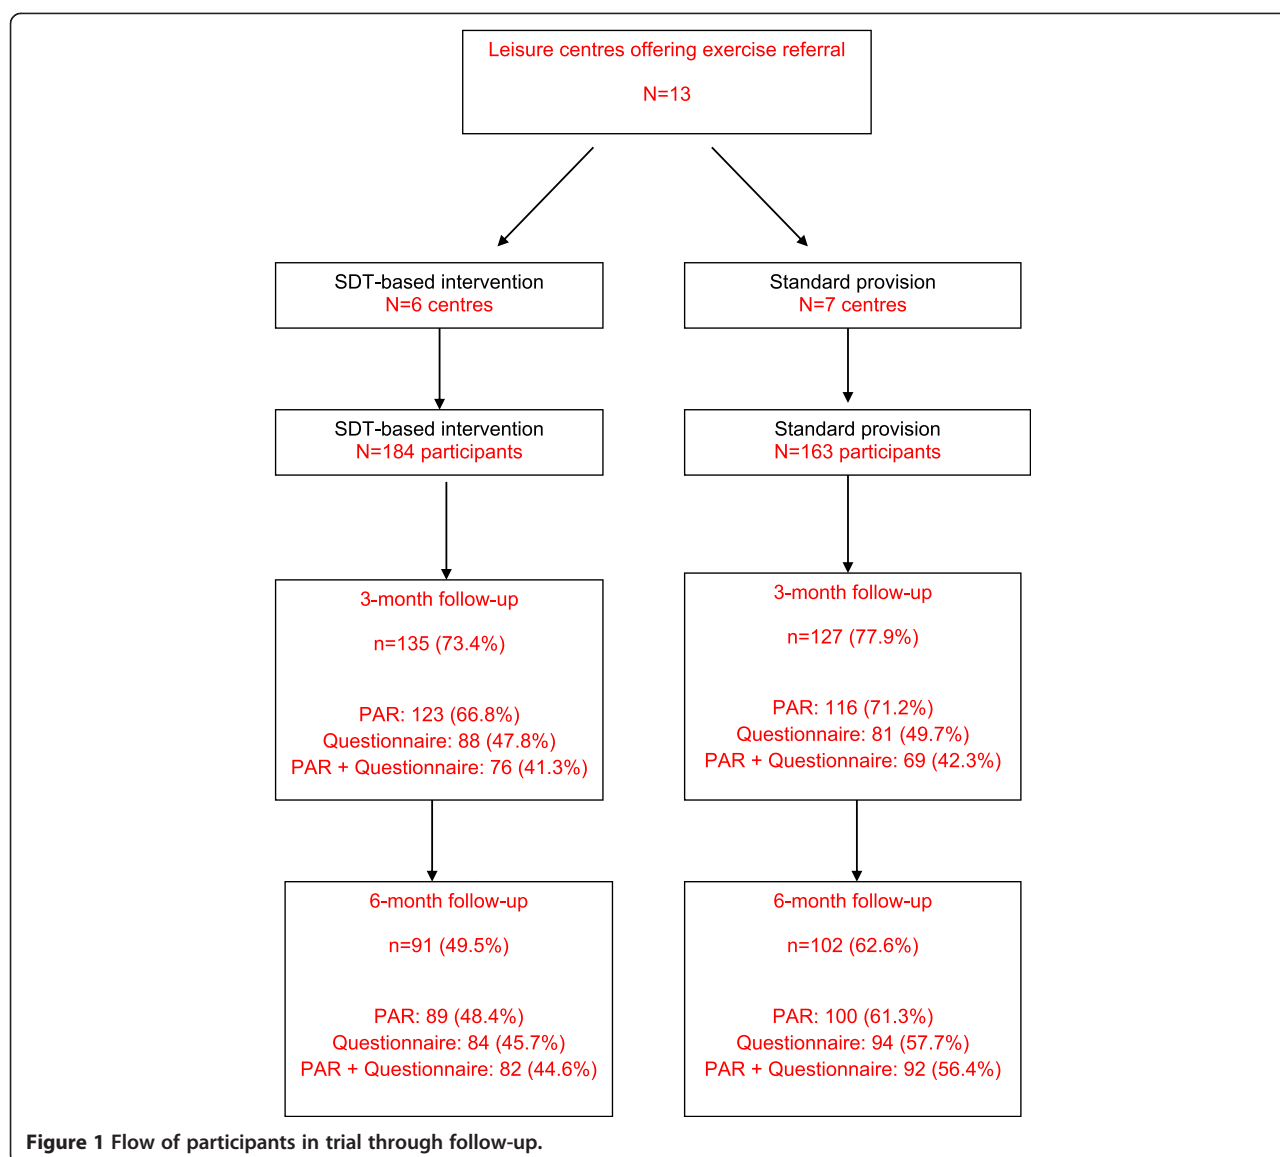 Leisure centres offering exercise referral
N=13
SDT-based intervention
N=6 centres
Standard provision
N=7 centres
SDT-based intervention
N=184 participants
Standard provision
N=163 participants
3-month follow-up
n=135 (73.4%)
PAR: 123 (66.8%)
Questionnaire: 88 (47.8%)
PAR + Questionnaire: 76 (41.3%)
3-month follow-up
n=127 (77.9%)
PAR: 116 (71.2%)
Questionnaire: 81 (49.7%)
PAR + Questionnaire: 69 (42.3%)
6-month follow-up
n=91 (49.5%)
PAR: 89 (48.4%)
Questionnaire: 84 (45.7%)
PAR + Questionnaire: 82 (44.6%)
6-month follow-up
n=102 (62.6%)
PAR: 100 (61.3%)
Questionnaire: 94 (57.7%)
PAR + Questionnaire: 92 (56.4%)
Figure 1 Flow of participants in trial through follow-up.